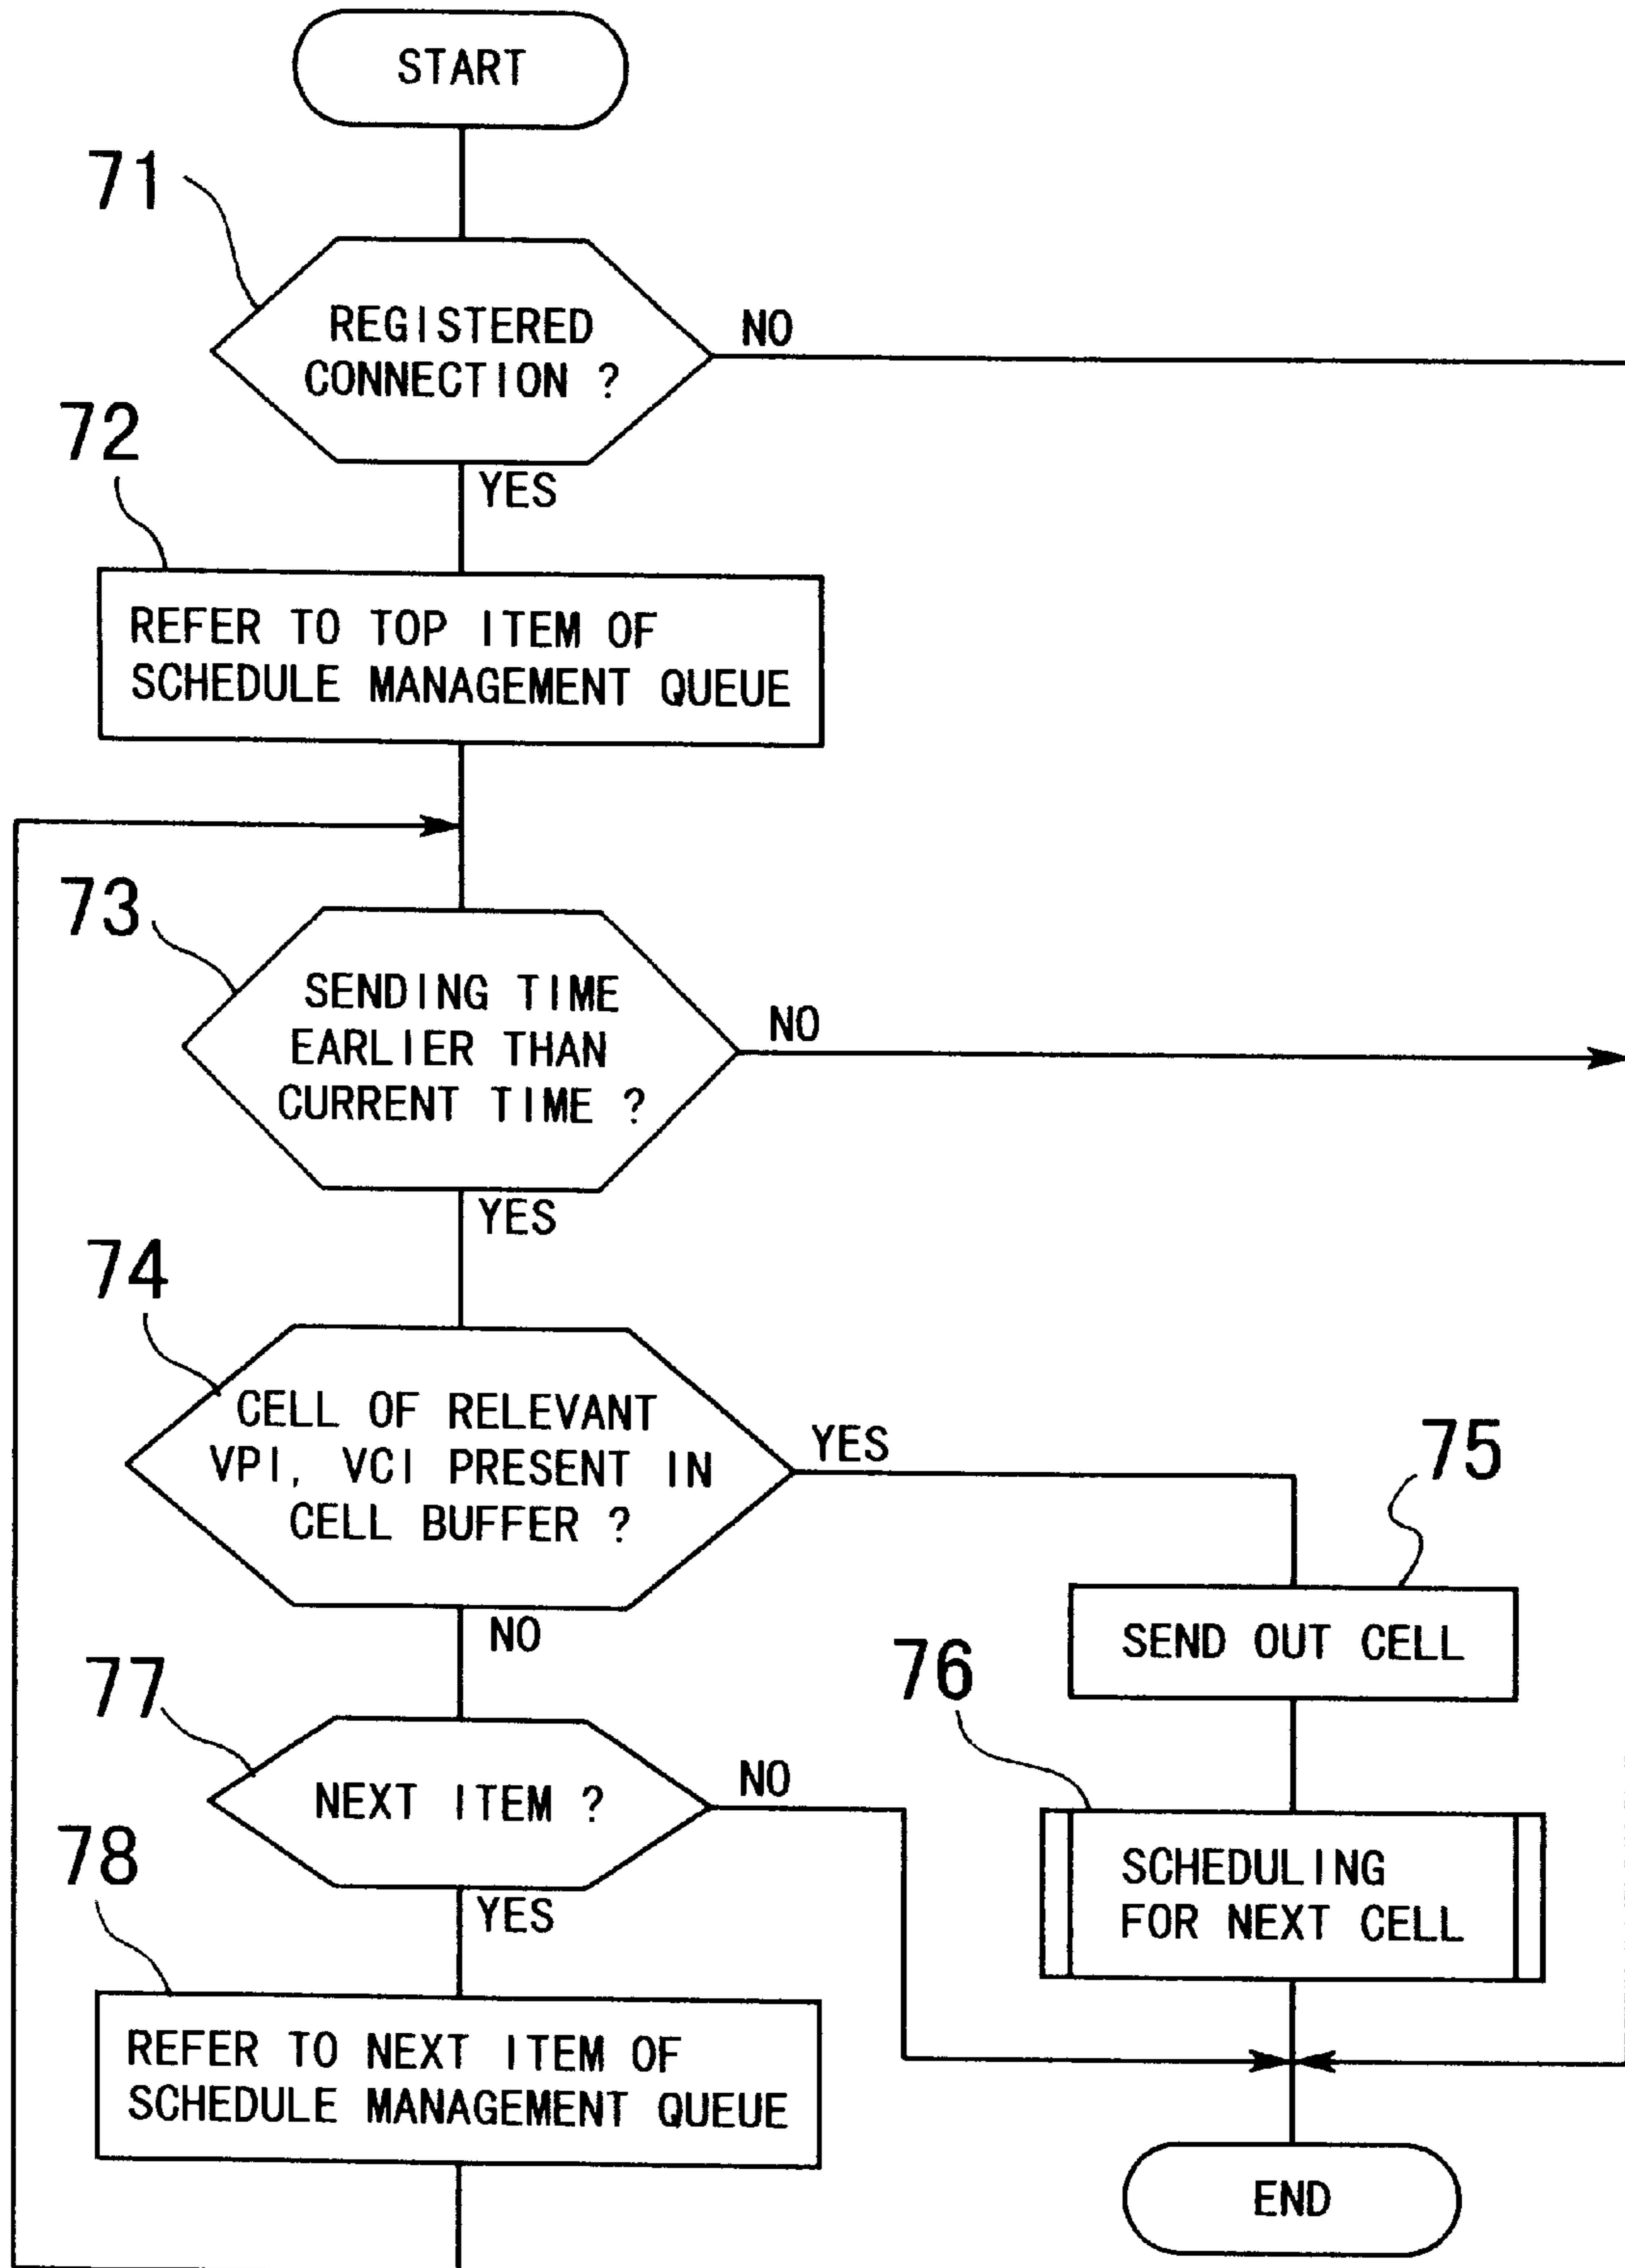 START
71
REGISTERED
CONNECTION ?
NO
72
YES
REFER TO TOP ITEM OF
SCHEDULE MANAGEMENT QUEUE
73
SENDING TIME
EARLIER THAN
CURRENT TIME ?
NO
YES
74
CELL OF RELEVANT
VPI, VCI PRESENT IN
CELL BUFFER ?
YES
75
NO
SEND OUT CELL
76
77
NEXT ITEM ?
NO
78
YES
SCHEDULING
FOR NEXT CELL
REFER TO NEXT ITEM OF
SCHEDULE MANAGEMENT QUEUE
END